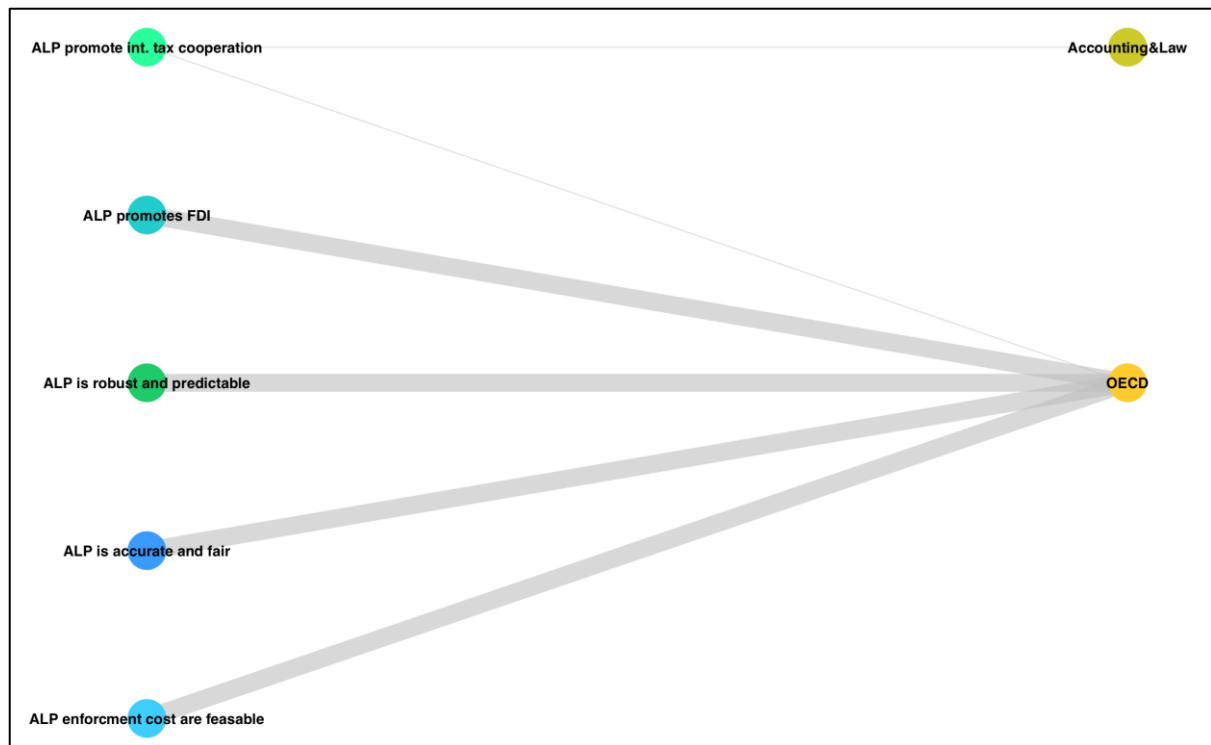 ALP promote int. tax cooperation
Accounting&Law
ALP promotes FDI
ALP is robust and predictable
OECD
ALP is accurate and fair
ALP enforcment cost are feasable